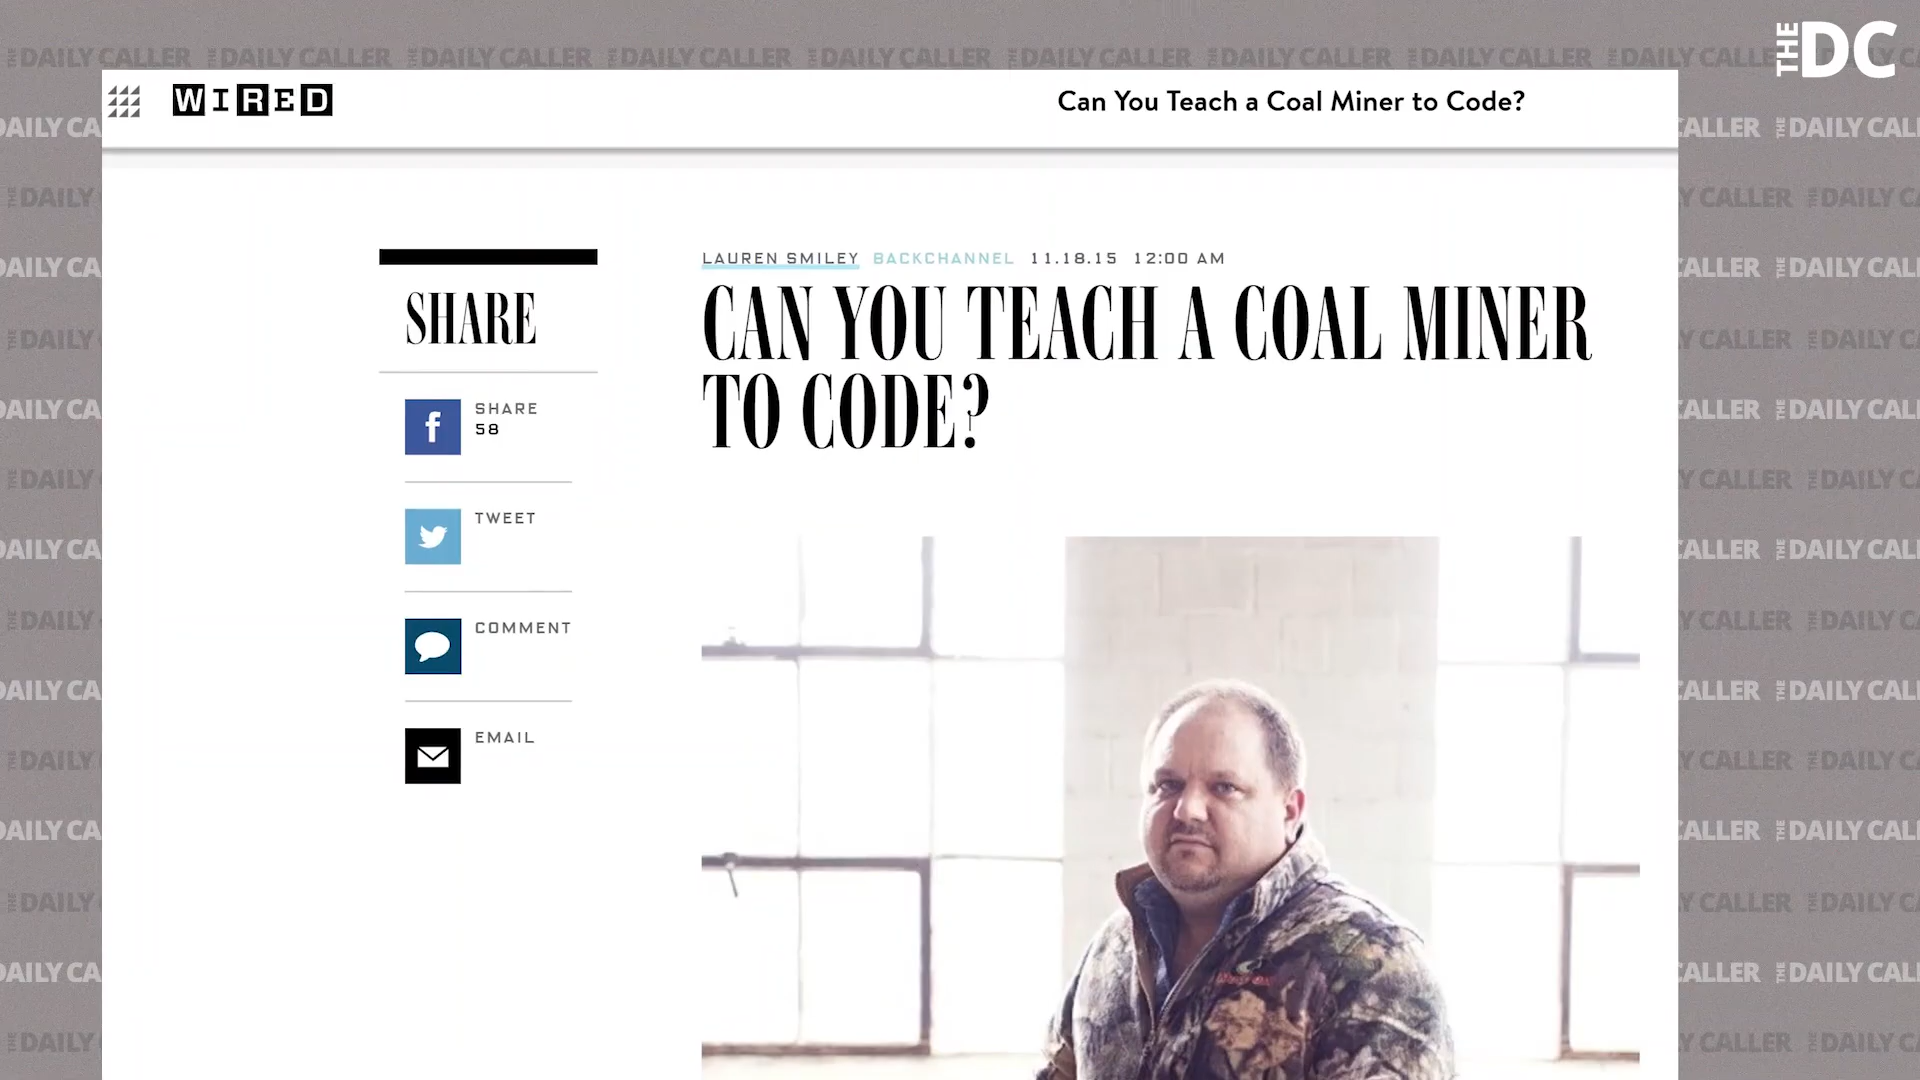 THE DAILY CALLER THE DAILY CALLER THE DAILY CALLER THE DAILY CALLER THE DAILY CALLER THE DAILY CALLER THE DAILY CALLER THE DAILY CALLER
THE DC
WIRED
Can You Teach a Coal Miner to Code?
LAUREN SMILEY BACKCHANNEL 11.18.15 12:00 AM
CAN YOU TEACH A COAL MINER
TO CODE?
SHARE
SHARE
58
TWEET
COMMENT
EMAIL